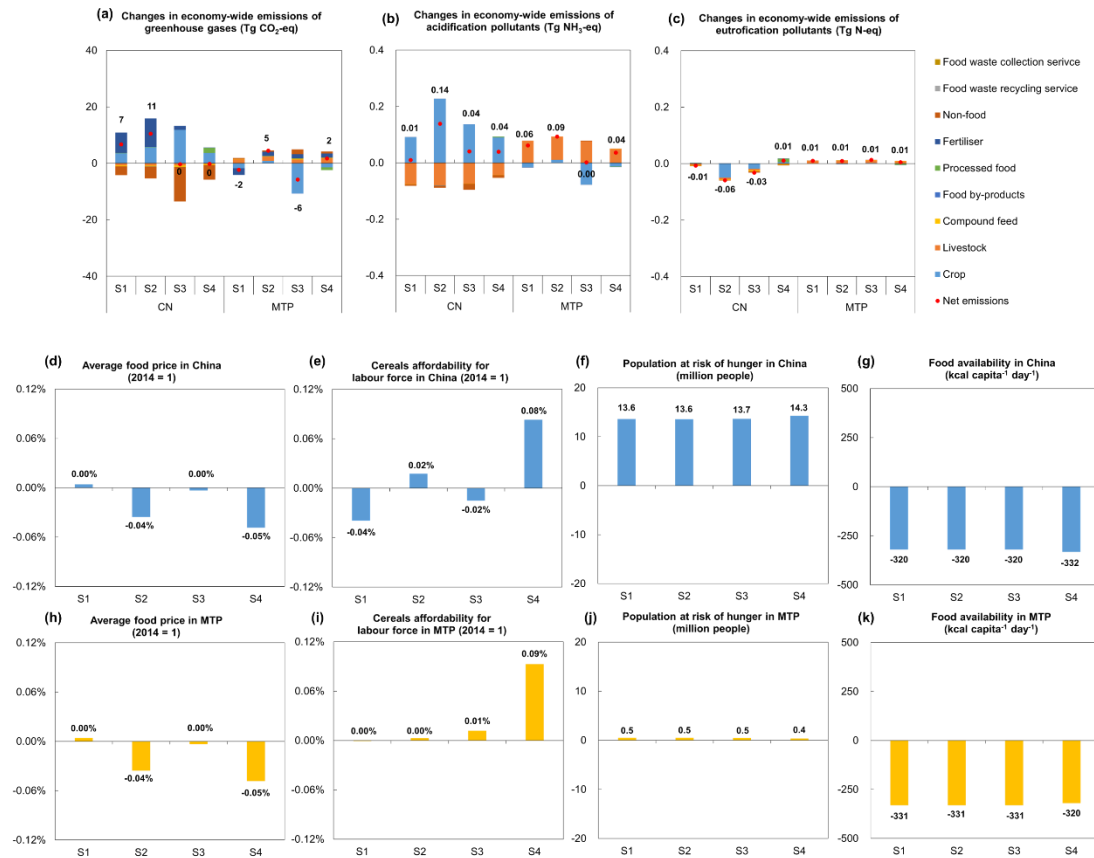 (a) Changes in economy-wide emissions of
greenhouse gases (Tg CO₂-eq)
40
20
0
-20
-40
7
11
0
0
-2
5
-6
2
S1 S2 S3 S4 S1 S2 S3 S4
CN MTP
(b) Changes in economy-wide emissions of
acidification pollutants (Tg NH₃-eq)
0.4
0.2
0.0
-0.2
-0.4
0.01
0.14
0.04
0.04
0.06
0.09
0.00
0.04
S1 S2 S3 S4 S1 S2 S3 S4
CN MTP
(c) Changes in economy-wide emissions of
eutrofication pollutants (Tg N-eq)
0.4
0.2
0.0
-0.2
-0.4
-0.01
-0.06
-0.03
0.01
0.01
0.01
0.01
0.01
S1 S2 S3 S4 S1 S2 S3 S4
CN MTP
Food waste collection serivce
Food waste recycling service
Non-food
Fertiliser
Processed food
Food by-products
Compound feed
Livestock
Crop
Net emissions
(d) Average food price in China
(2014 = 1)
0.12%
0.06%
0.00%
-0.06%
-0.12%
0.00%
-0.04%
0.00%
-0.05%
S1 S2 S3 S4
(e) Cereals affordability for
labour force in China (2014 = 1)
0.12%
0.06%
0.00%
-0.06%
-0.12%
-0.04%
0.02%
-0.02%
0.08%
S1 S2 S3 S4
(f) Population at risk of hunger in China
(million people)
20
10
0
-10
-20
13.6
13.6
13.7
14.3
S1 S2 S3 S4
(g) Food availability in China
(kcal capita⁻¹ day⁻¹)
500
250
0
-250
-500
-320
-320
-320
-332
S1 S2 S3 S4
(h) Average food price in MTP
(2014 = 1)
0.12%
0.06%
0.00%
-0.06%
-0.12%
0.00%
-0.04%
0.00%
-0.05%
S1 S2 S3 S4
(i) Cereals affordability for
labour force in MTP (2014 = 1)
0.12%
0.06%
0.00%
-0.06%
-0.12%
0.00%
0.00%
0.01%
0.09%
S1 S2 S3 S4
(j) Population at risk of hunger in MTP
(million people)
20
10
0
-10
-20
0.5
0.5
0.5
0.4
S1 S2 S3 S4
(k) Food availability in MTP
(kcal capita⁻¹ day⁻¹)
500
250
0
-250
-500
-331
-331
-331
-320
S1 S2 S3 S4